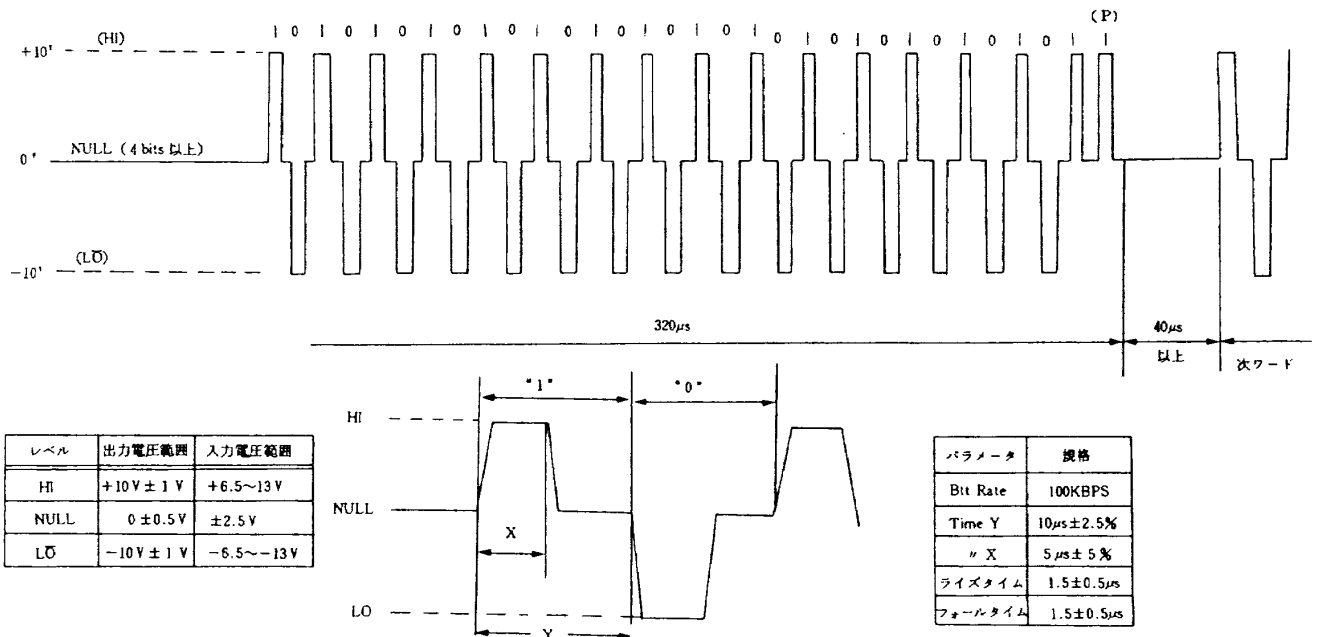 (P)
1 0 1 0 1 0 1 0 1 0 1 0 1 0 1 0 1 0 1 0 1 0 1 0 1 0 1 0 1 0 1 1
+10ᵛ (HI)
0ᵛ NULL (4 bits 以上)
-10ᵛ (LO̅)
320μs
40μs
以上
次ワード
"1" "0"
HI
NULL
LO
X
Y
レベル 出力電圧範囲 入力電圧範囲
HI +10V±1V +6.5~13V
NULL 0±0.5V ±2.5V
LO̅ -10V±1V -6.5~-13V
パラメータ 規格
Bit Rate 100KBPS
Time Y 10μs±2.5%
〃 X 5μs±5%
ライズタイム 1.5±0.5μs
フォールタイム 1.5±0.5μs